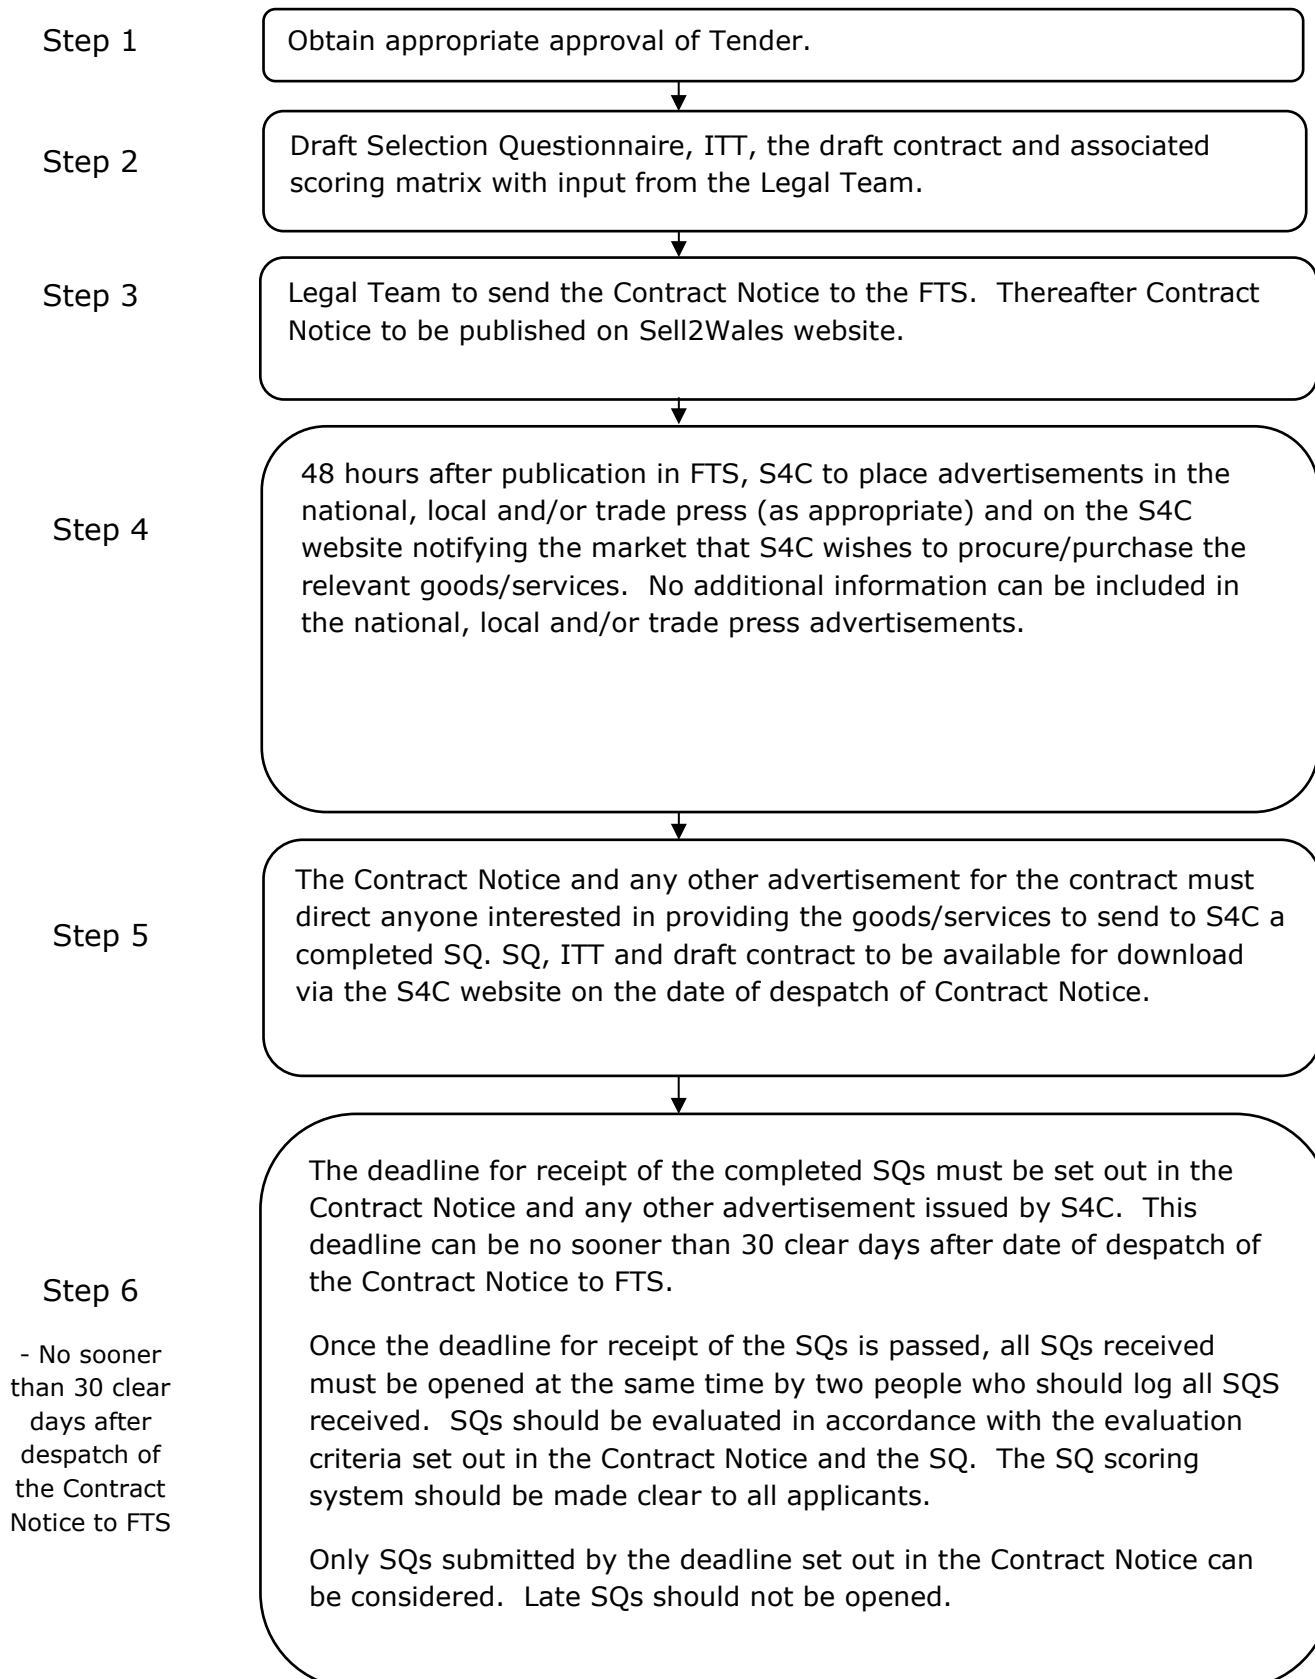 Step 1
Obtain appropriate approval of Tender.
Step 2
Draft Selection Questionnaire, ITT, the draft contract and associated
scoring matrix with input from the Legal Team.
Step 3
Legal Team to send the Contract Notice to the FTS.  Thereafter Contract
Notice to be published on Sell2Wales website.
Step 4
48 hours after publication in FTS, S4C to place advertisements in the
national, local and/or trade press (as appropriate) and on the S4C
website notifying the market that S4C wishes to procure/purchase the
relevant goods/services.  No additional information can be included in
the national, local and/or trade press advertisements.
Step 5
The Contract Notice and any other advertisement for the contract must
direct anyone interested in providing the goods/services to send to S4C a
completed SQ. SQ, ITT and draft contract to be available for download
via the S4C website on the date of despatch of Contract Notice.
Step 6
- No sooner
than 30 clear
days after
despatch of
the Contract
Notice to FTS
The deadline for receipt of the completed SQs must be set out in the
Contract Notice and any other advertisement issued by S4C.  This
deadline can be no sooner than 30 clear days after date of despatch of
the Contract Notice to FTS.
Once the deadline for receipt of the SQs is passed, all SQs received
must be opened at the same time by two people who should log all SQS
received.  SQs should be evaluated in accordance with the evaluation
criteria set out in the Contract Notice and the SQ.  The SQ scoring
system should be made clear to all applicants.
Only SQs submitted by the deadline set out in the Contract Notice can
be considered.  Late SQs should not be opened.